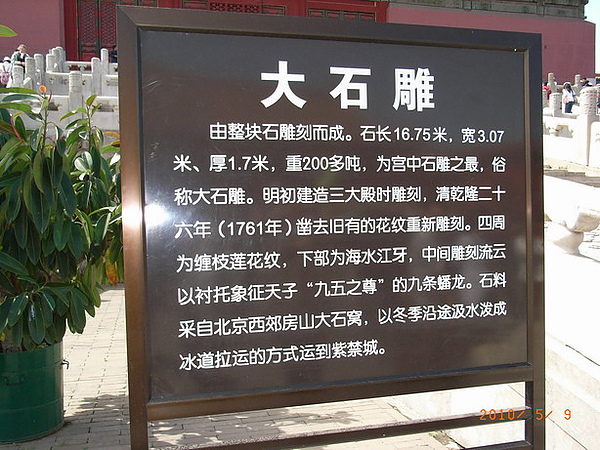 大石雕
由整块石雕刻而成。石长16.75米，宽3.07
米、厚1.7米，重200多吨，为宫中石雕之最，俗
称大石雕。明初建造三大殿时雕刻，清乾隆二十
六年（1761年）凿去旧有的花纹重新雕刻。四周
为缠枝莲花纹，下部为海水江牙，中间雕刻流云
以衬托象征天子“九五之尊”的九条蟠龙。石料
采自北京西郊房山大石窝，以冬季沿途汲水泼成
冰道拉运的方式运到紫禁城。
2010/ 5/ 9